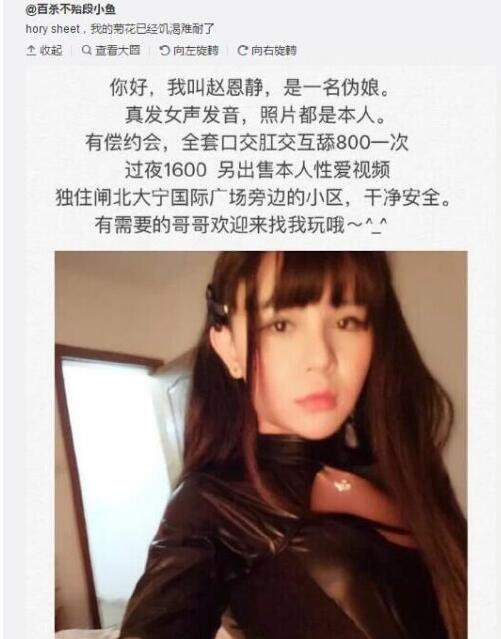 @百杀不殆段小鱼
hory sheet，我的菊花已经饥渴难耐了
收起 查看大图 向左旋轉 向右旋轉
你好，我叫赵恩静，是一名伪娘。
真发女声发音，照片都是本人。
有偿约会，全套口交肛交互舔800一次
过夜1600 另出售本人性爱视频
独住闸北大宁国际广场旁边的小区，干净安全。
有需要的哥哥欢迎来找我玩哦～^_^